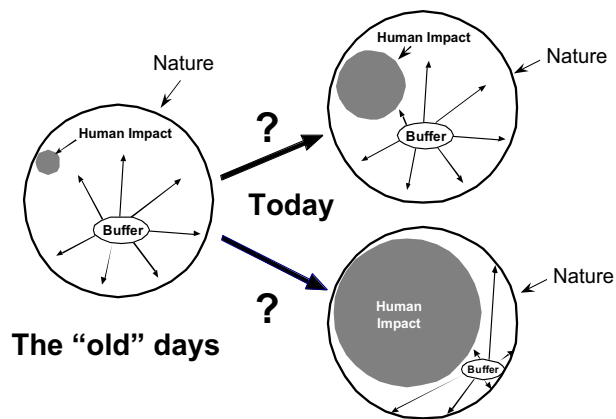 Nature
Human Impact
Buffer
The “old” days
?
Today
?
Human Impact
Nature
Buffer
Human
Impact
Nature
Buffer